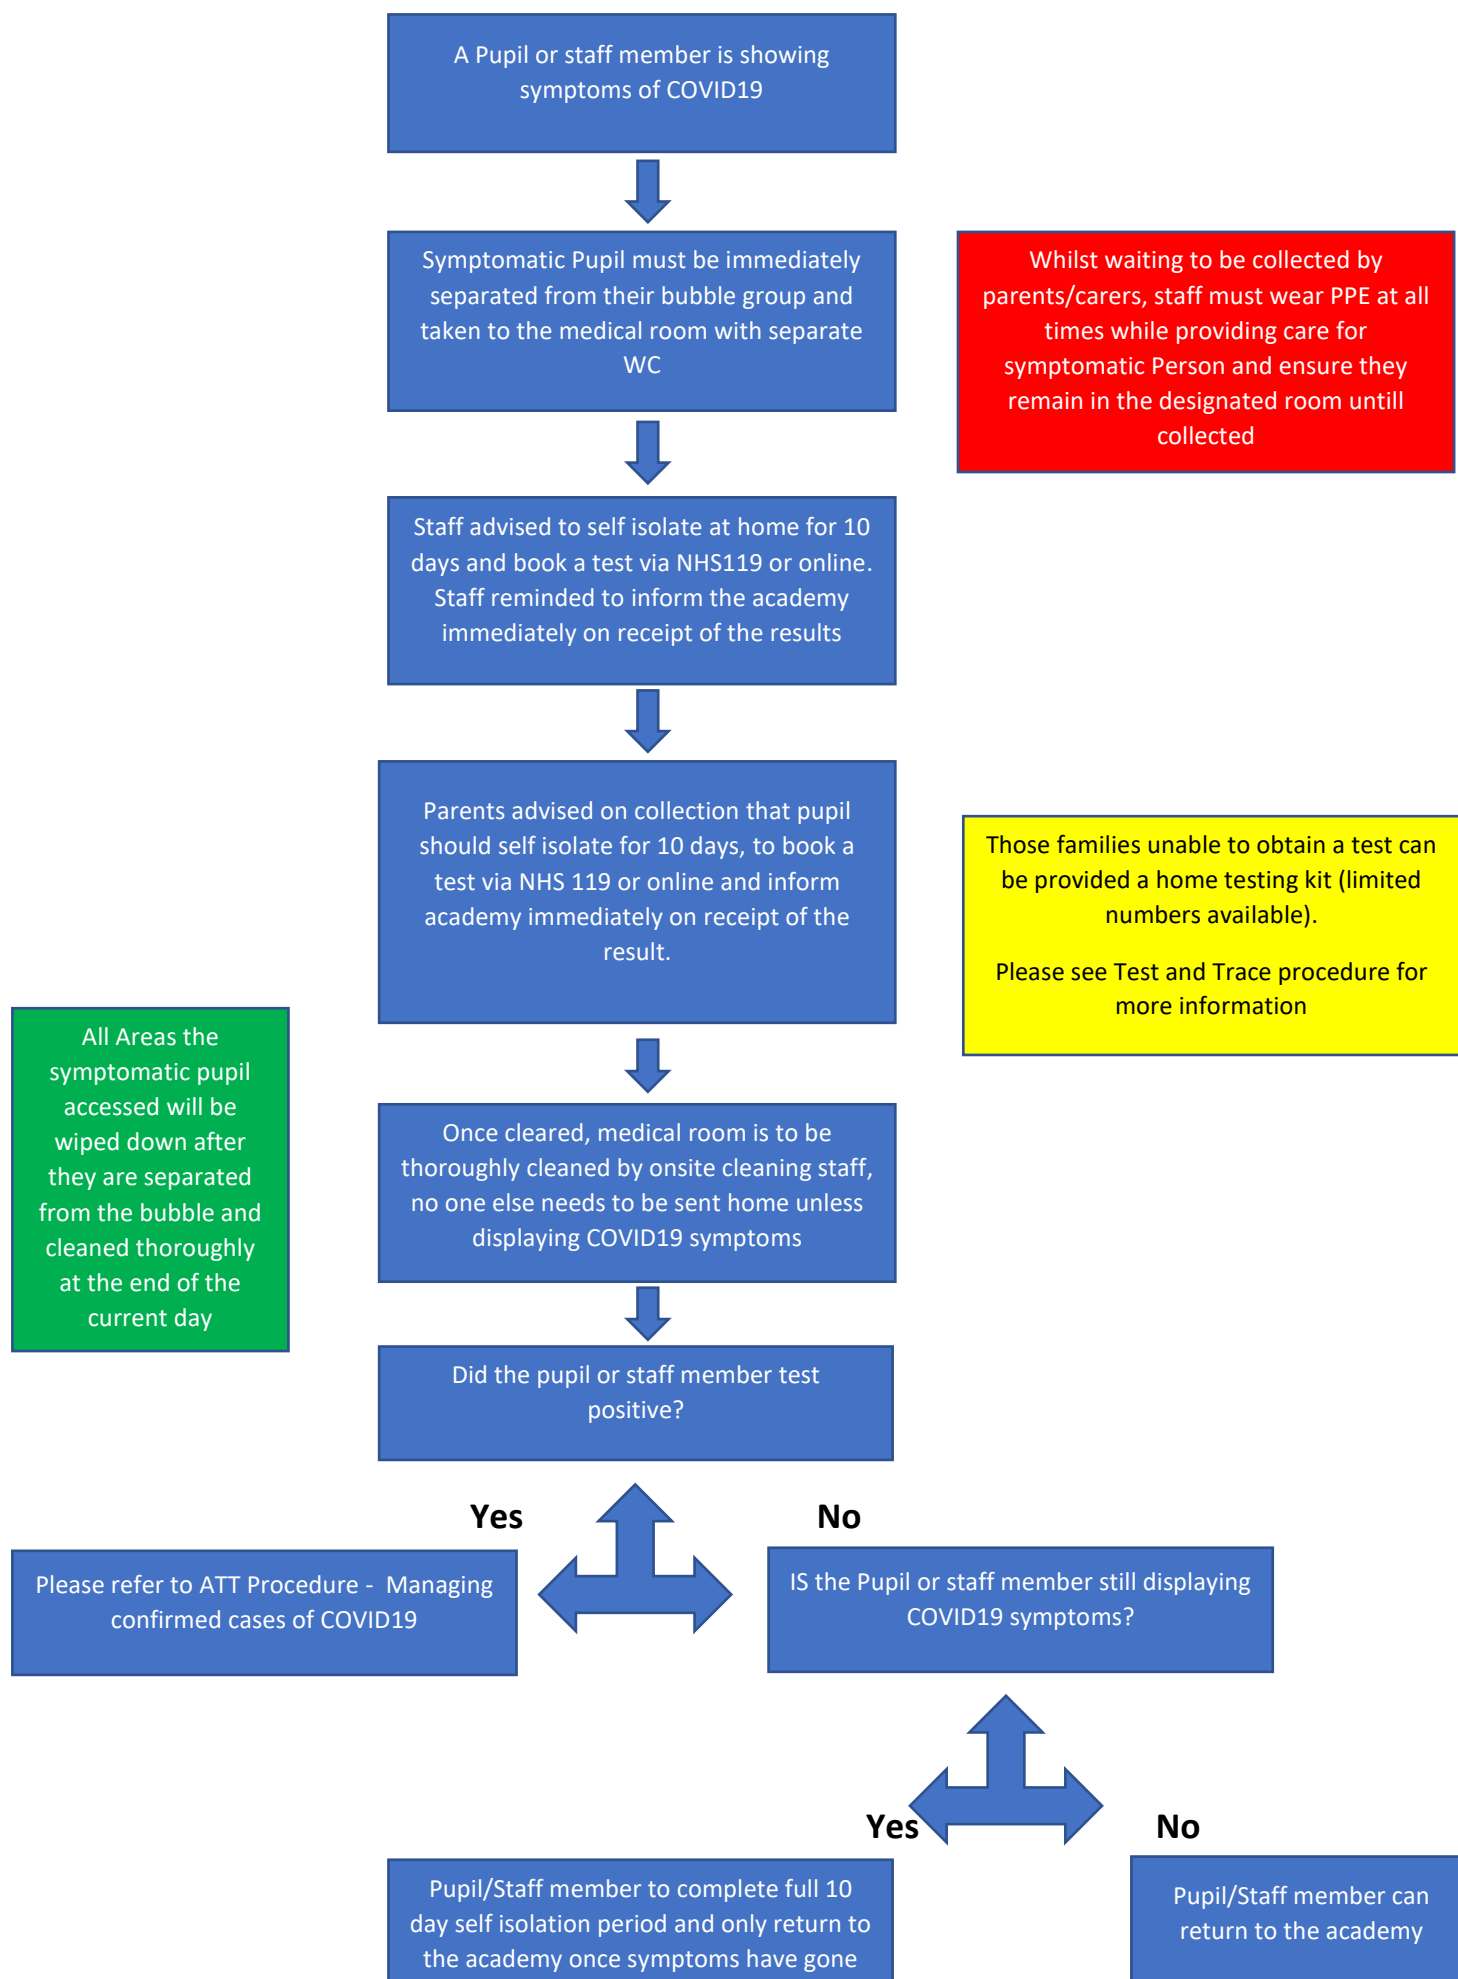 A Pupil or staff member is showing
symptoms of COVID19
Symptomatic Pupil must be immediately
separated from their bubble group and
taken to the medical room with separate
WC
Whilst waiting to be collected by
parents/carers, staff must wear PPE at all
times while providing care for
symptomatic Person and ensure they
remain in the designated room untill
collected
Staff advised to self isolate at home for 10
days and book a test via NHS119 or online.
Staff reminded to inform the academy
immediately on receipt of the results
Parents advised on collection that pupil
should self isolate for 10 days, to book a
test via NHS 119 or online and inform
academy immediately on receipt of the
result.
Those families unable to obtain a test can
be provided a home testing kit (limited
numbers available).
Please see Test and Trace procedure for
more information
All Areas the
symptomatic pupil
accessed will be
wiped down after
they are separated
from the bubble and
cleaned thoroughly
at the end of the
current day
Once cleared, medical room is to be
thoroughly cleaned by onsite cleaning staff,
no one else needs to be sent home unless
displaying COVID19 symptoms
Did the pupil or staff member test
positive?
Yes
No
Please refer to ATT Procedure - Managing
confirmed cases of COVID19
IS the Pupil or staff member still displaying
COVID19 symptoms?
Yes
No
Pupil/Staff member to complete full 10
day self isolation period and only return to
the academy once symptoms have gone
Pupil/Staff member can
return to the academy